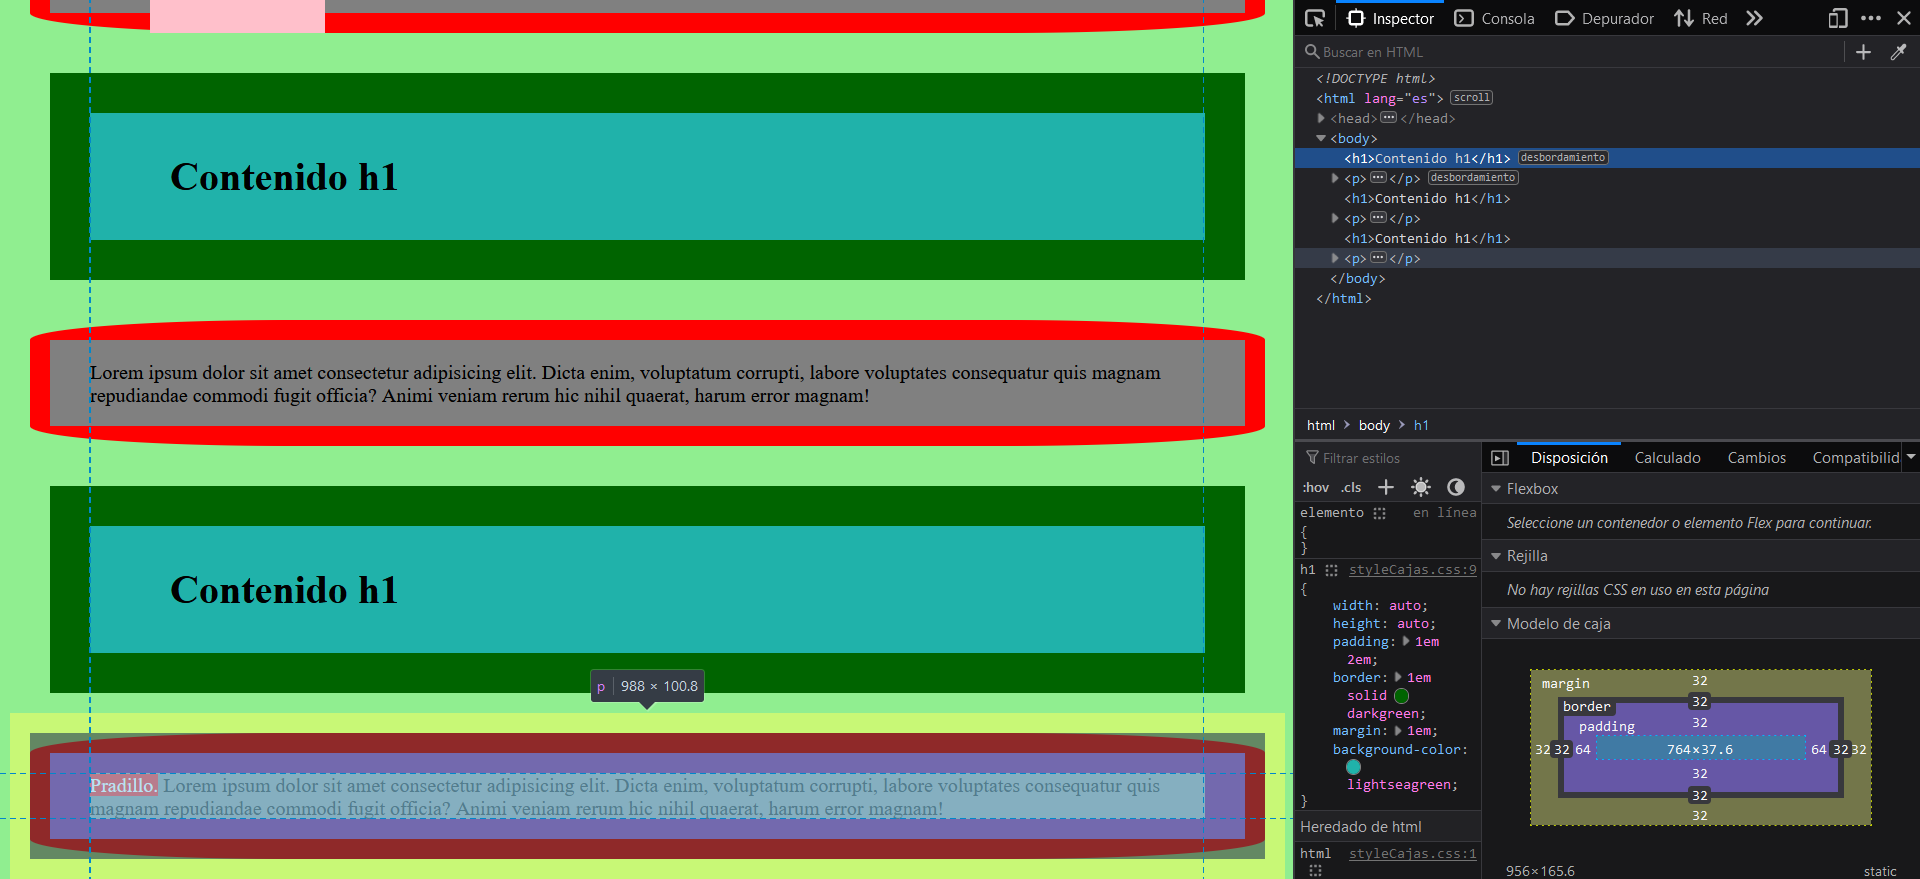 Contenido h1
Lorem ipsum dolor sit amet consectetur adipisicing elit. Dicta enim, voluptatum corrupti, labore voluptates consequatur quis magnam
repudiandae commodi fugit officia? Animi veniam rerum hic nihil quaerat, harum error magnam!
Contenido h1
p 988 × 100.8
Pradillo. Lorem ipsum dolor sit amet consectetur adipisicing elit. Dicta enim, voluptatum corrupti, labore voluptates consequatur quis
magnam repudiandae commodi fugit officia? Animi veniam rerum hic nihil quaerat, harum error magnam!
Inspector Consola Depurador Red
Buscar en HTML
<!DOCTYPE html>
<html lang="es"> scroll
<head></head>
<body>
<h1>Contenido h1</h1> desbordamiento
<p></p> desbordamiento
<h1>Contenido h1</h1>
<p></p>
<h1>Contenido h1</h1>
<p></p>
</body>
</html>
html > body > h1
Filtrar estilos
:hov .cls
elemento en línea
{
}
h1 styleCajas.css:9
{
width: auto;
height: auto;
padding: 1em
2em;
border: 1em
solid
darkgreen;
margin: 1em;
background-color:
lightseagreen;
}
Heredado de html
html styleCajas.css:1
Disposición Calculado Cambios Compatibilid
Flexbox
Seleccione un contenedor o elemento Flex para continuar.
Rejilla
No hay rejillas CSS en uso en esta página
Modelo de caja
margin 32
border 32
padding 32
32 32 64 764×37.6 64 32 32
32
32
32
956×165.6 static